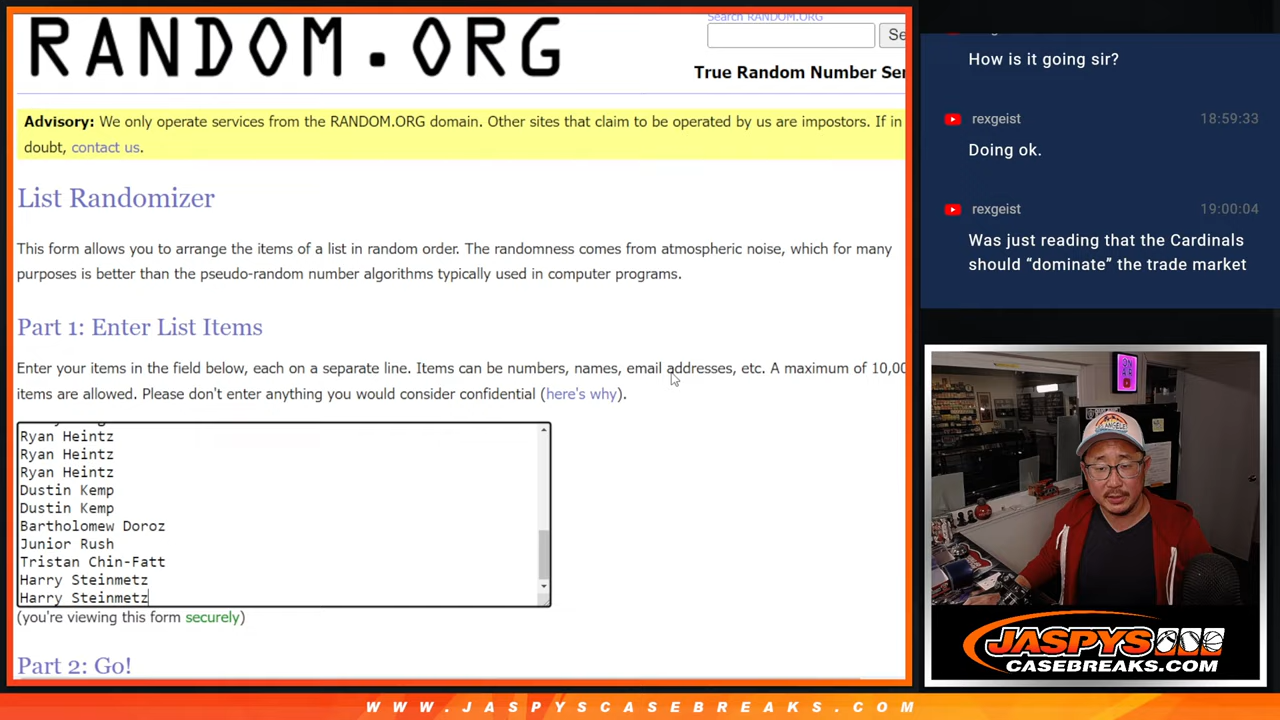 RANDOM.ORG
Search RANDOM.ORG
Se
True Random Number Ser
Advisory: We only operate services from the RANDOM.ORG domain. Other sites that claim to be operated by us are impostors. If in
doubt, contact us.
List Randomizer
This form allows you to arrange the items of a list in random order. The randomness comes from atmospheric noise, which for many
purposes is better than the pseudo-random number algorithms typically used in computer programs.
Part 1: Enter List Items
Enter your items in the field below, each on a separate line. Items can be numbers, names, email addresses, etc. A maximum of 10,00
items are allowed. Please don't enter anything you would consider confidential (here's why).
Ryan Heintz
Ryan Heintz
Ryan Heintz
Dustin Kemp
Dustin Kemp
Bartholomew Doroz
Junior Rush
Tristan Chin-Fatt
Harry Steinmetz
Harry Steinmetz
(you're viewing this form securely)
Part 2: Go!
How is it going sir?
rexgeist 18:59:33
Doing ok.
rexgeist 19:00:04
Was just reading that the Cardinals
should “dominate” the trade market
ON AIR
JASPYS
CASEBREAKS.COM
WWW.JASPYSCASEBREAKS.COM